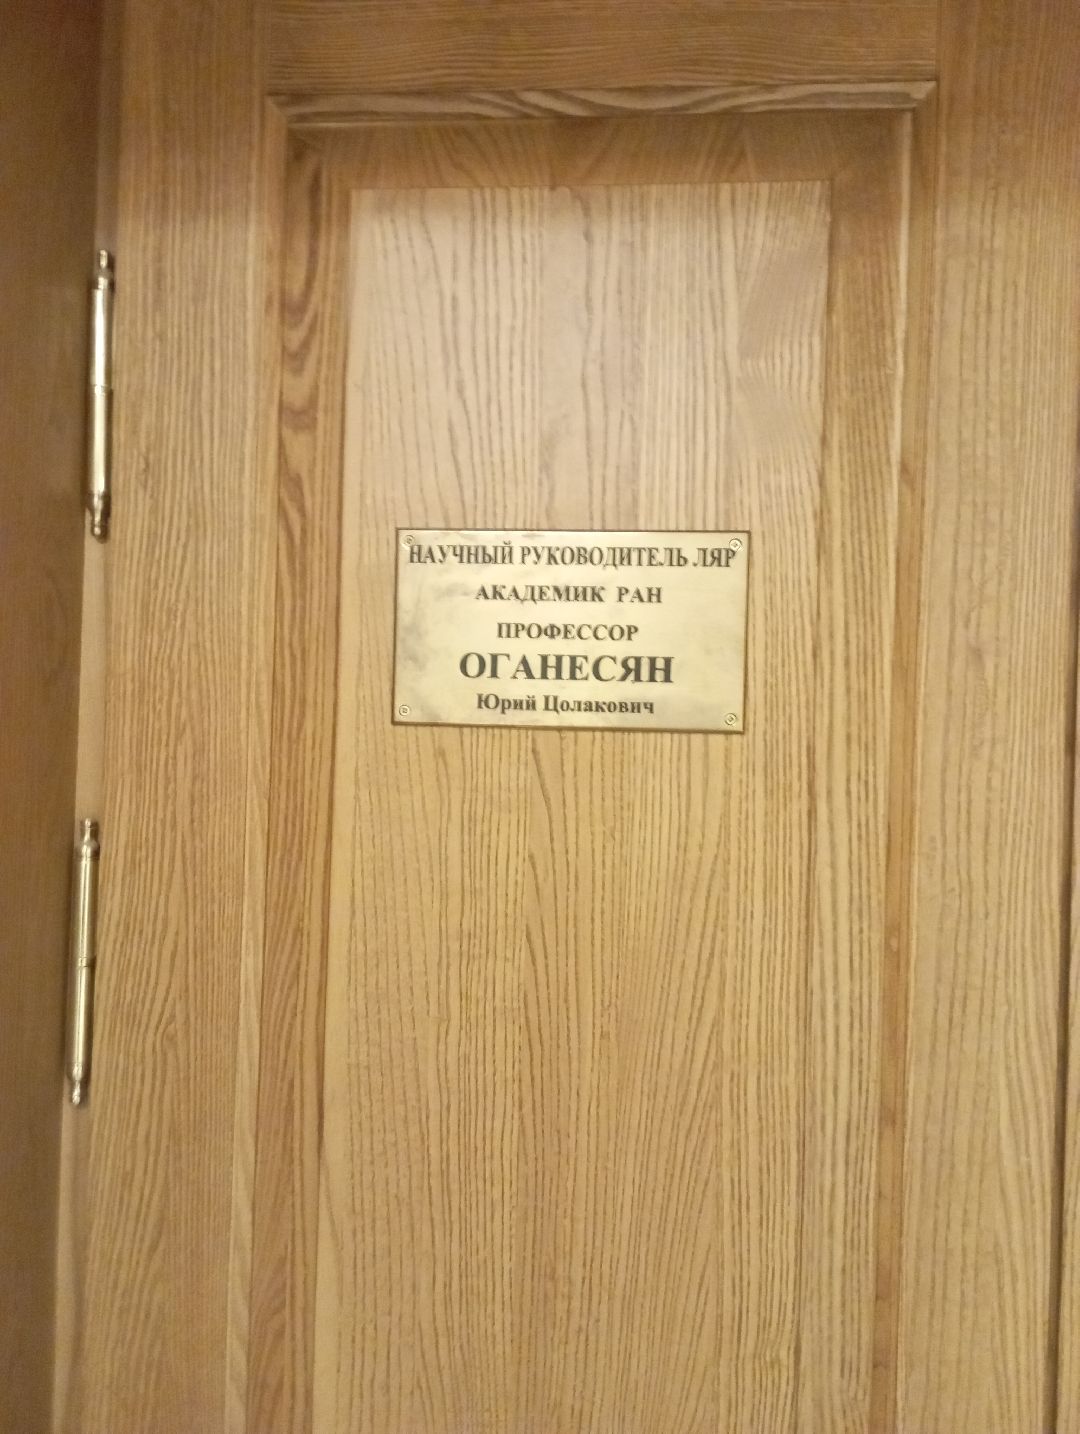 НАУЧНЫЙ РУКОВОДИТЕЛЬ ЛЯР
АКАДЕМИК РАН
ПРОФЕССОР
ОГАНЕСЯН
Юрий Цолакович